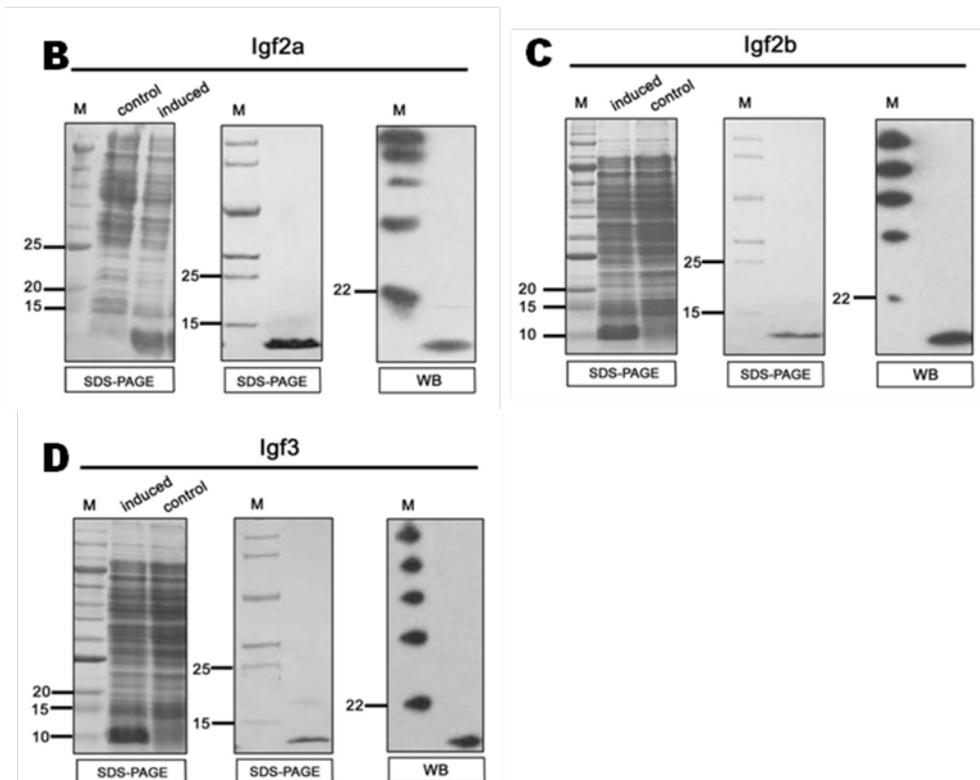 B Igf2a
M control induced M M
25
20
15
25
15
22
SDS-PAGE SDS-PAGE WB
C Igf2b
M induced control M M
20
15
10
25
15
22
SDS-PAGE SDS-PAGE WB
D Igf3
M induced control M M
20
15
10
25
15
22
SDS-PAGE SDS-PAGE WB